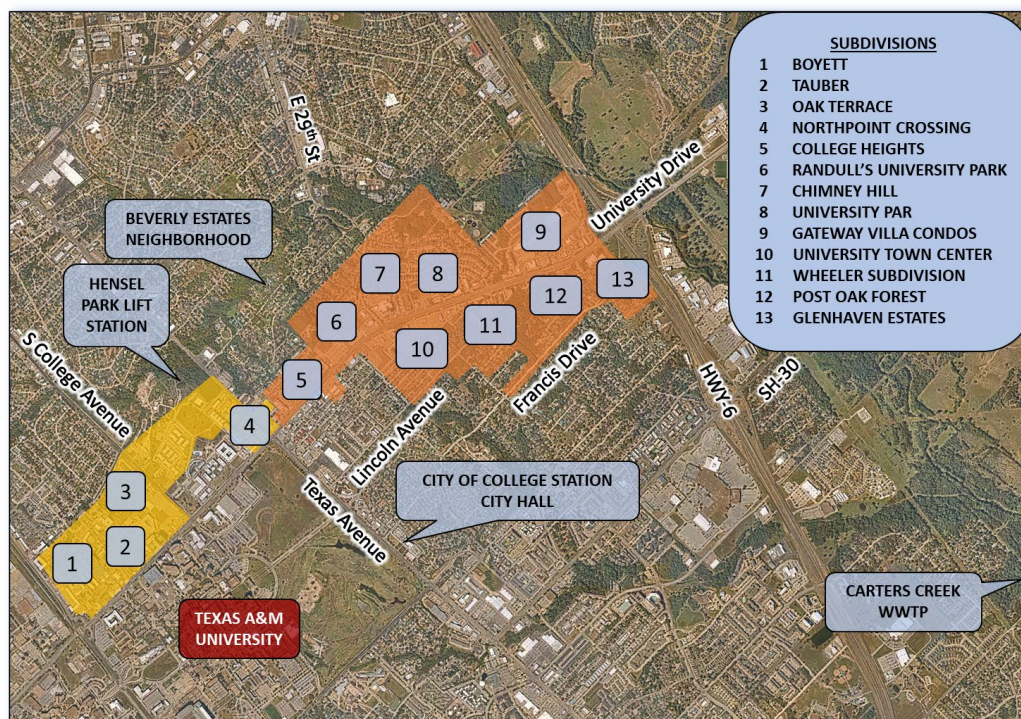 SUBDIVISIONS
1 BOYETT
2 TAUBER
3 OAK TERRACE
4 NORTHPOINT CROSSING
5 COLLEGE HEIGHTS
6 RANDULL'S UNIVERSITY PARK
7 CHIMNEY HILL
8 UNIVERSITY PAR
9 GATEWAY VILLA CONDOS
10 UNIVERSITY TOWN CENTER
11 WHEELER SUBDIVISION
12 POST OAK FOREST
13 GLENHAVEN ESTATES
E 29th St
University Drive
BEVERLY ESTATES
NEIGHBORHOOD
HENSEL
PARK LIFT
STATION
S College Avenue
9
7
8
13
12
6
11
10
5
4
3
2
1
Francis Drive
Lincoln Avenue
HWY-6
SH-30
Texas Avenue
CITY OF COLLEGE STATION
CITY HALL
TEXAS A&M
UNIVERSITY
CARTERS CREEK
WWTP